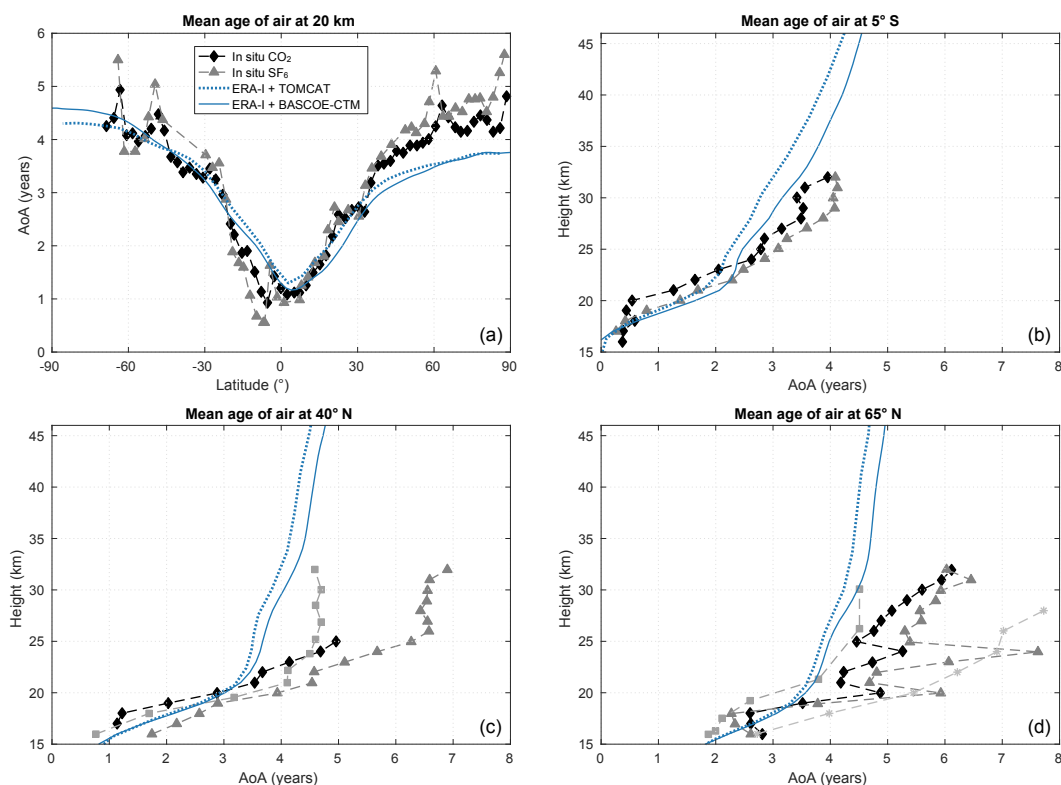 Mean age of air at 20 km
6
5
4
3
2
1
0
AoA (years)
In situ CO₂
In situ SF₆
ERA-I + TOMCAT
ERA-I + BASCOE-CTM
(a)
-90 -60 -30 0 30 60 90
Latitude (°)
Mean age of air at 5° S
45
40
35
30
25
20
15
Height (km)
(b)
0 1 2 3 4 5 6 7 8
AoA (years)
Mean age of air at 40° N
45
40
35
30
25
20
15
Height (km)
(c)
0 1 2 3 4 5 6 7 8
AoA (years)
Mean age of air at 65° N
45
40
35
30
25
20
15
Height (km)
(d)
0 1 2 3 4 5 6 7 8
AoA (years)